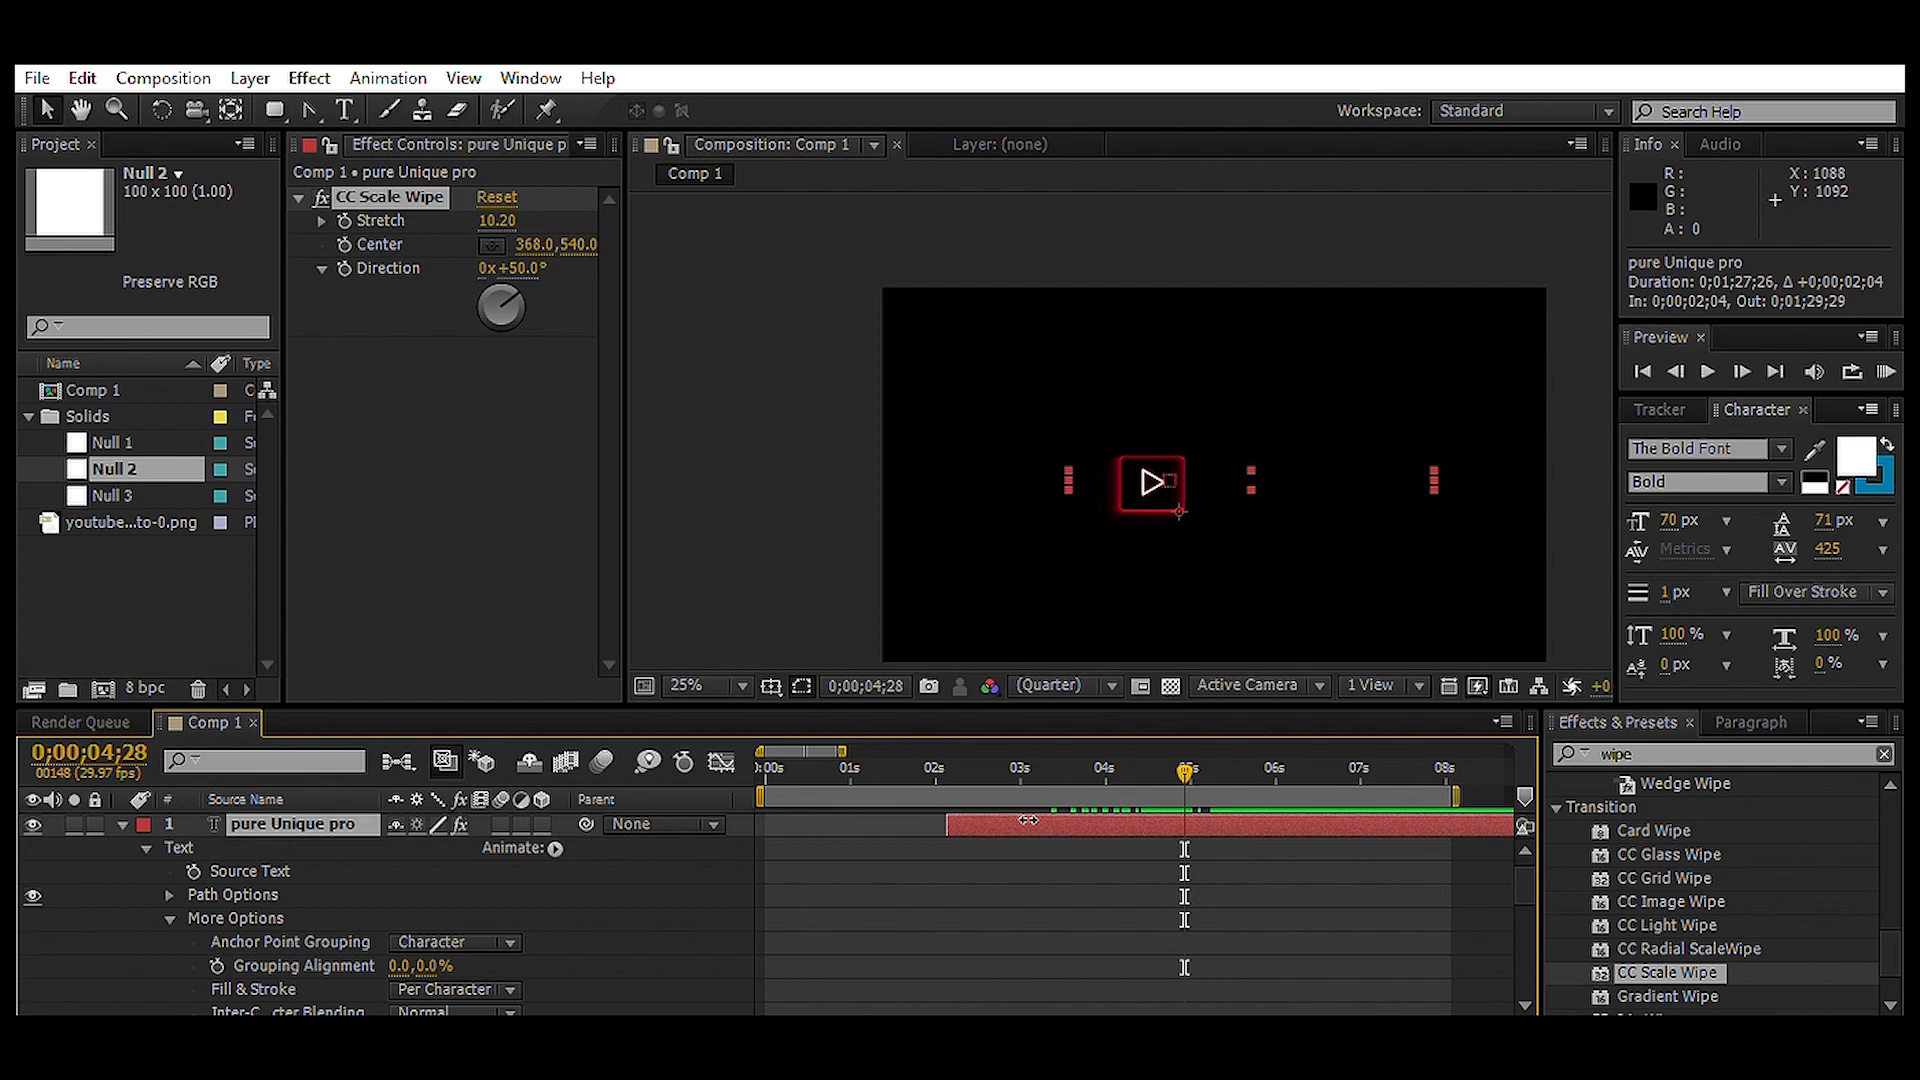 File Edit Composition Layer Effect Animation View Window Help
Workspace: Standard Search Help
Project
Null 2
100 x 100 (1.00)
Preserve RGB
Name Type
Comp 1
Solids
Null 1
Null 2
Null 3
youtube...to-0.png
8 bpc
Effect Controls: pure Unique p
Comp 1 • pure Unique pro
fx CC Scale Wipe Reset
Stretch 10.20
Center 368.0,540.0
Direction 0x+50.0°
Composition: Comp 1 Layer: (none)
Comp 1
25% 0;00;04;28 (Quarter) Active Camera 1 View +0
Info Audio
R: X: 1088
G: Y: 1092
B:
A: 0
pure Unique pro
Duration: 0;01;27;26, Δ +0;00;02;04
In: 0;00;02;04, Out: 0;01;29;29
Preview
Tracker Character
The Bold Font
Bold
70 px 71 px
Metrics 425
1 px Fill Over Stroke
100 % 100 %
0 px 0 %
Render Queue Comp 1
0;00;04;28
00148 (29.97 fps)
:00s 01s 02s 03s 04s 05s 06s 07s 08s
# Source Name Parent
1 T pure Unique pro fx None
Text Animate:
Source Text
Path Options
More Options
Anchor Point Grouping Character
Grouping Alignment 0.0,0.0%
Fill & Stroke Per Character
Inter-C...cter Blending Normal
Effects & Presets Paragraph
wipe
Wedge Wipe
Transition
Card Wipe
CC Glass Wipe
CC Grid Wipe
CC Image Wipe
CC Light Wipe
CC Radial ScaleWipe
CC Scale Wipe
Gradient Wipe